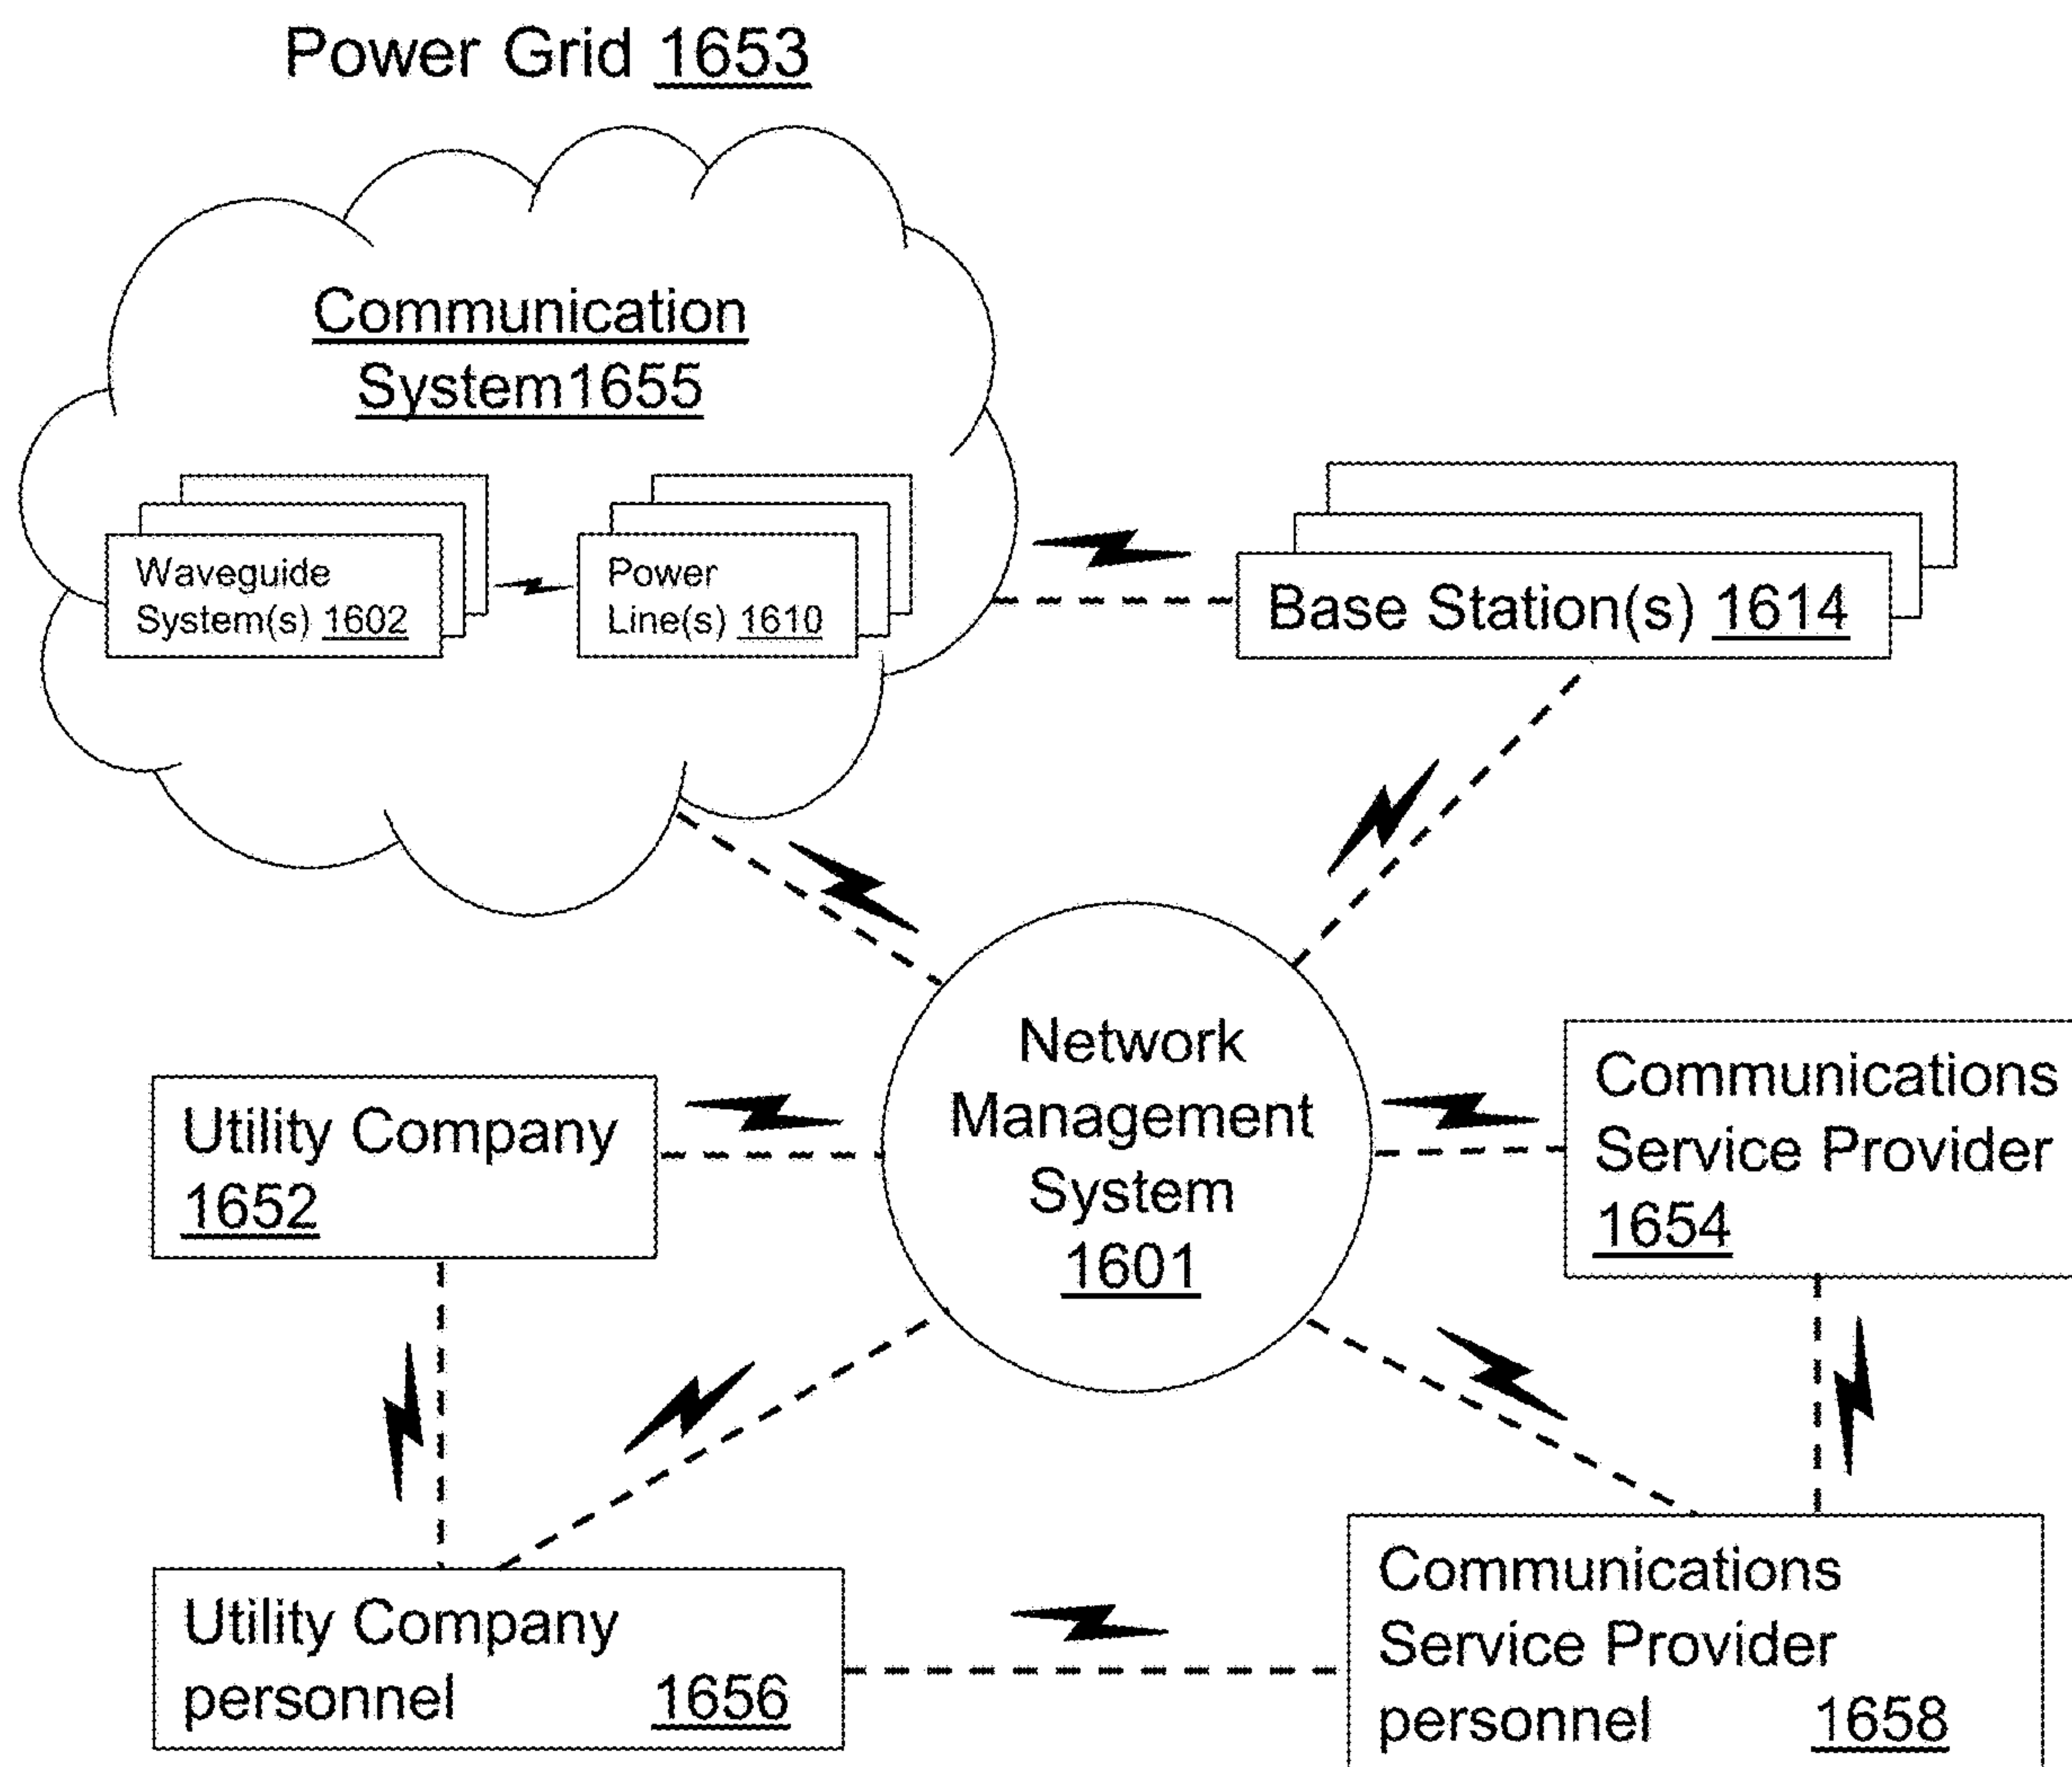 Power Grid 1653
Communication
System1655
Waveguide
System(s) 1602
Power
Line(s) 1610
Base Station(s) 1614
Network
Management
System
1601
Utility Company
1652
Communications
Service Provider
1654
Utility Company
personnel 1656
Communications
Service Provider
personnel 1658